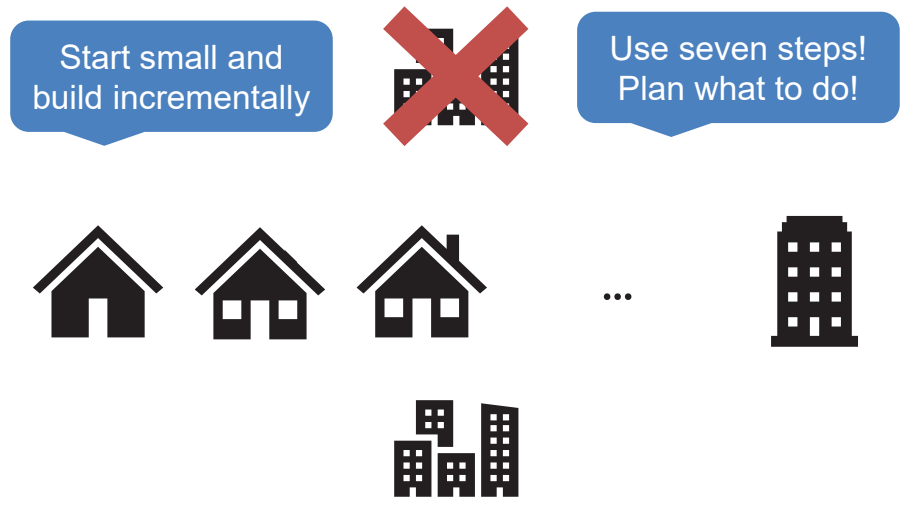 Start small and
build incrementally
Use seven steps!
Plan what to do!
...